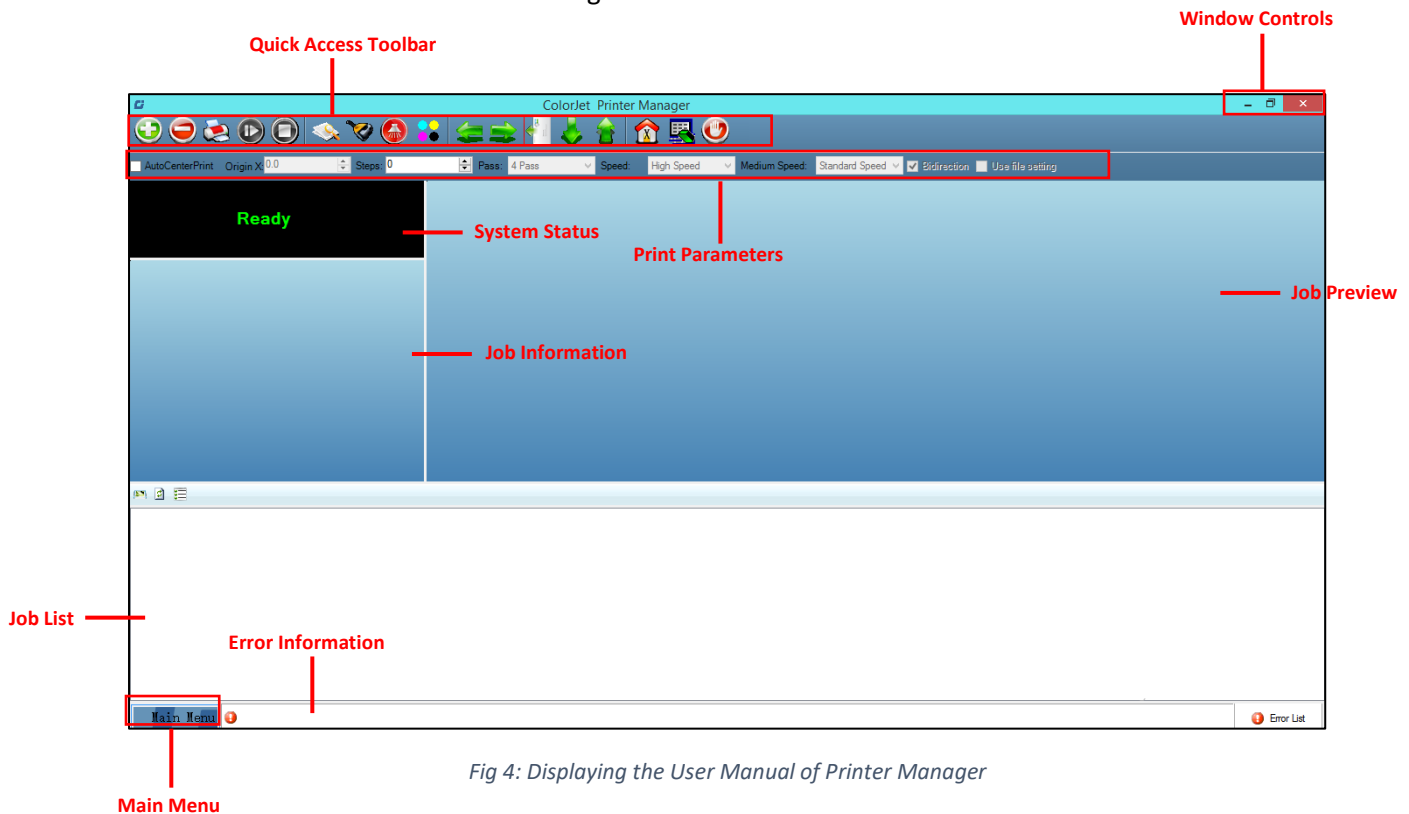 Window Controls
Quick Access Toolbar
ColorJet Printer Manager
AutoCenterPrint Origin X: 0.0 Steps: 0 Pass: 4 Pass Speed: High Speed Medium Speed: Standard Speed Bidirection Use file setting
Ready
System Status
Print Parameters
Job Preview
Job Information
Job List
Error Information
Main Menu
Error List
Fig 4: Displaying the User Manual of Printer Manager
Main Menu